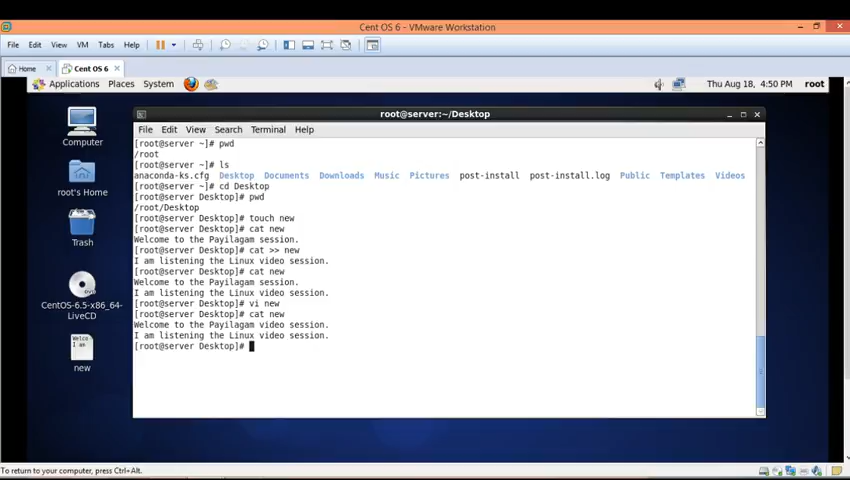 Cent OS 6 - VMware Workstation
File Edit View VM Tabs Help
Home Cent OS 6
Applications Places System Thu Aug 18, 4:50 PM root
Computer
root's Home
Trash
CentOS-6.5-x86_64-
LiveCD
Welco
I am
new
root@server:~/Desktop
File Edit View Search Terminal Help
[root@server ~]# pwd
/root
[root@server ~]# ls
anaconda-ks.cfg Desktop Documents Downloads Music Pictures post-install post-install.log Public Templates Videos
[root@server ~]# cd Desktop
[root@server Desktop]# pwd
/root/Desktop
[root@server Desktop]# touch new
[root@server Desktop]# cat new
Welcome to the Payilagam session.
[root@server Desktop]# cat >> new
I am listening the Linux video session.
[root@server Desktop]# cat new
Welcome to the Payilagam session.
I am listening the Linux video session.
[root@server Desktop]# vi new
[root@server Desktop]# cat new
Welcome to the Payilagam video session.
I am listening the Linux video session.
[root@server Desktop]#
To return to your computer, press Ctrl+Alt.